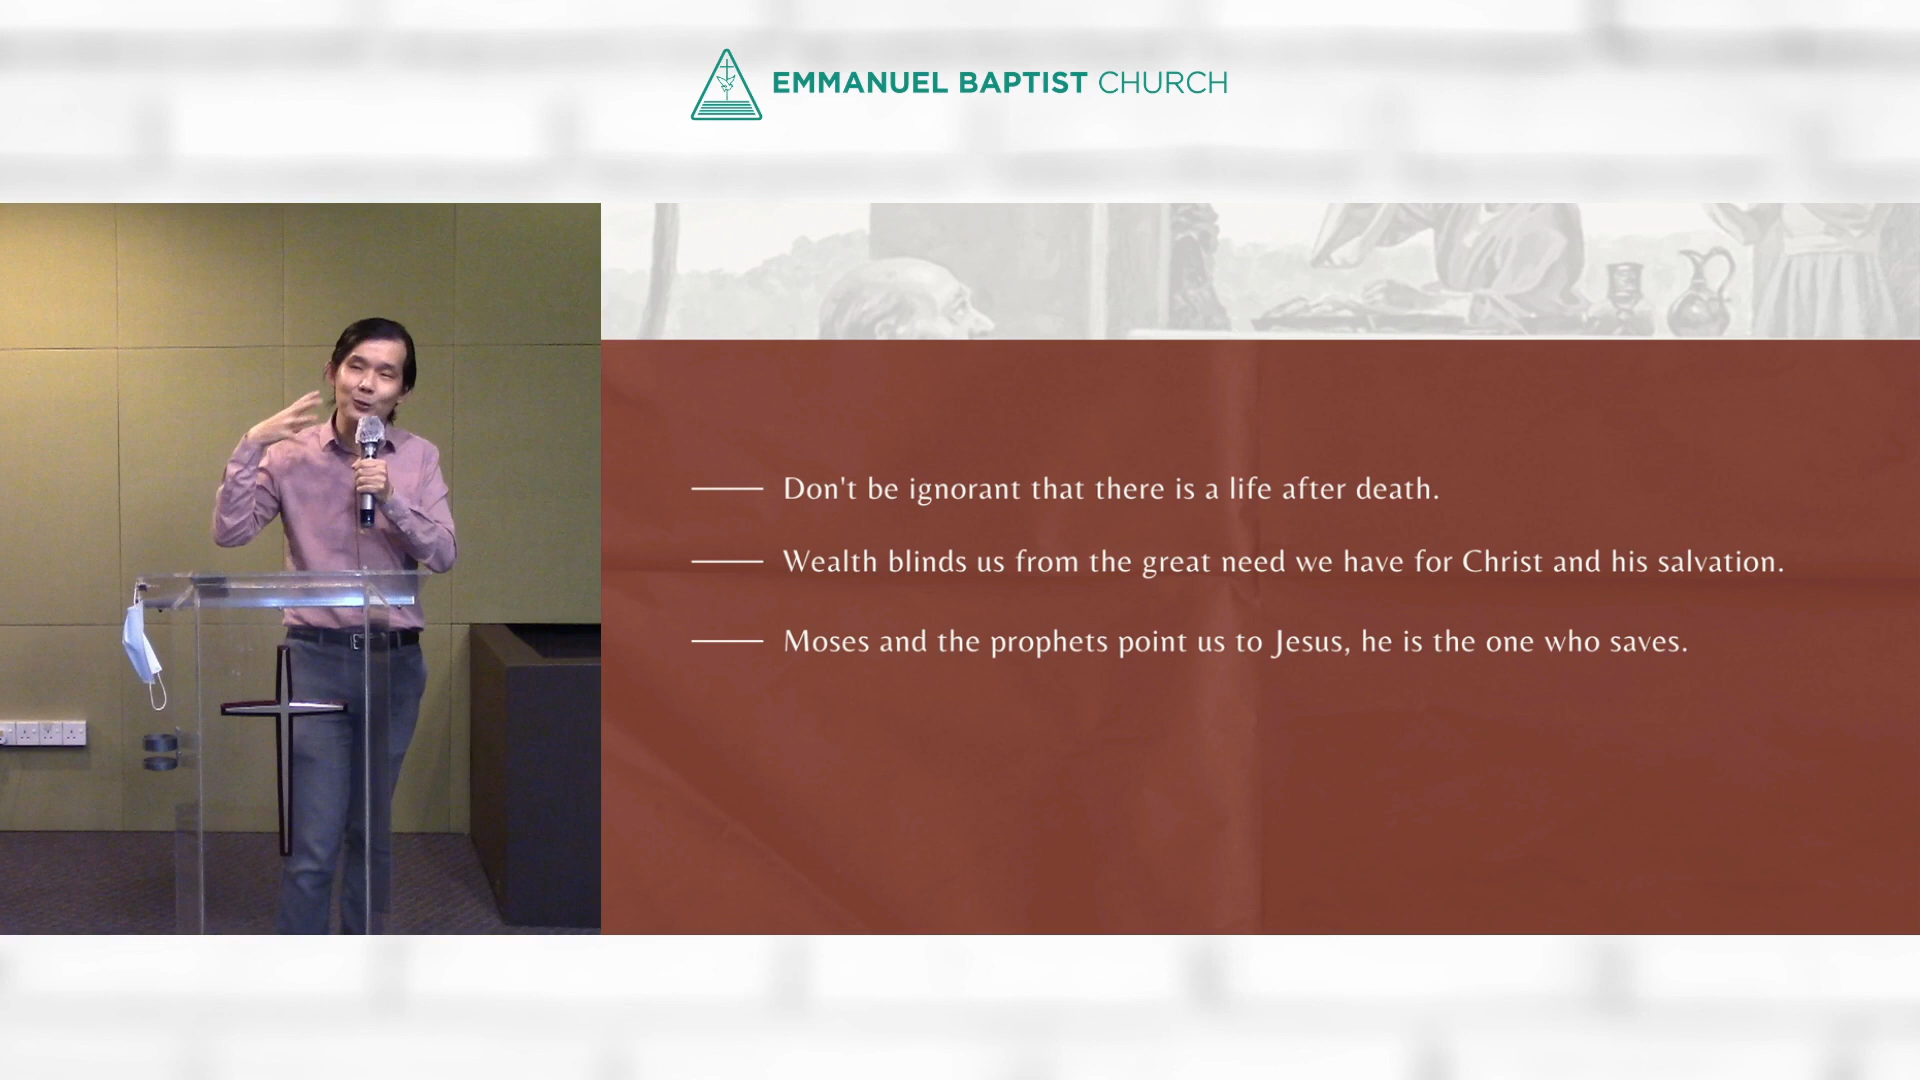 EMMANUEL BAPTIST CHURCH
Don't be ignorant that there is a life after death.
Wealth blinds us from the great need we have for Christ and his salvation.
Moses and the prophets point us to Jesus, he is the one who saves.